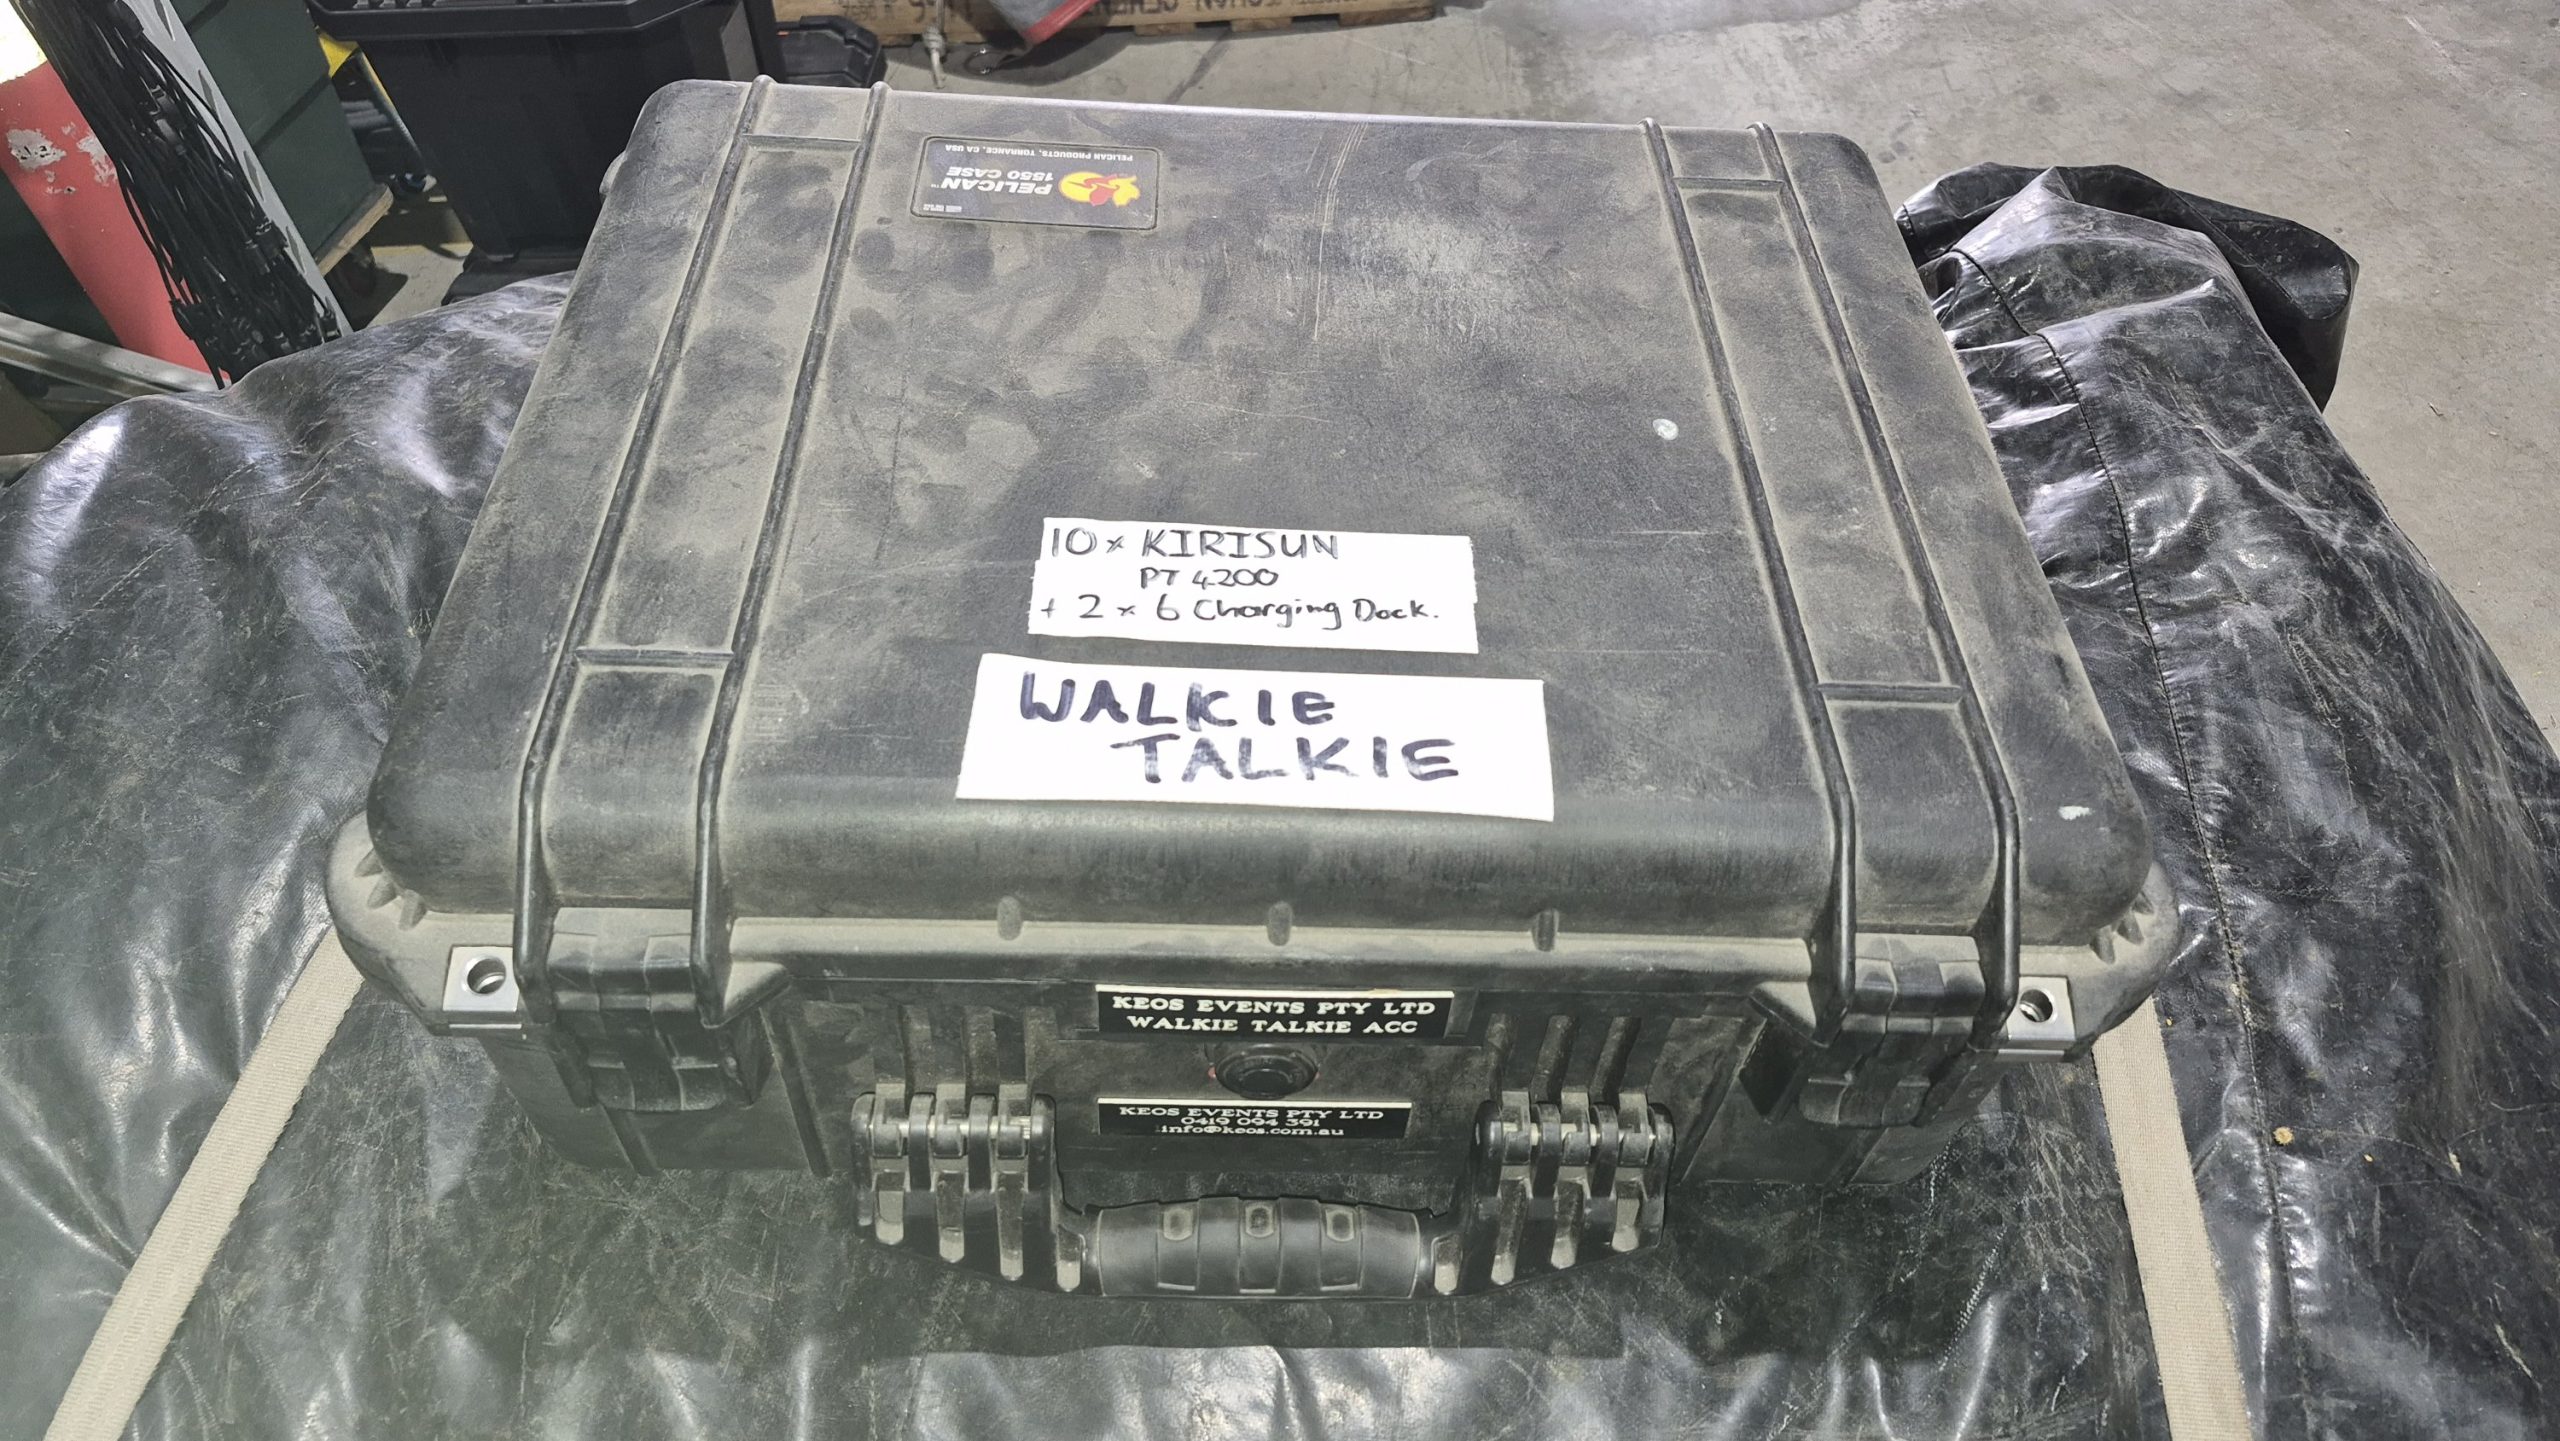 PELICAN™
1550 CASE
PELICAN PRODUCTS, TORRANCE, CA USA
10 x KIRISUN
PT 4200
+ 2 x 6 Charging Dock.
WALKIE
TALKIE
KEOS EVENTS PTY LTD
WALKIE TALKIE ACC
KEOS EVENTS PTY LTD
0419 094 391
info@keos.com.au